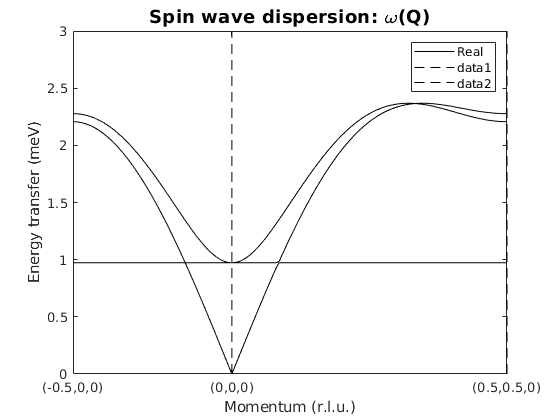 Spin wave dispersion: ω(Q)
Real
data1
data2
3
2.5
2
1.5
1
0.5
0
Energy transfer (meV)
(-0.5,0,0) (0,0,0) (0.5,0.5,0)
Momentum (r.l.u.)